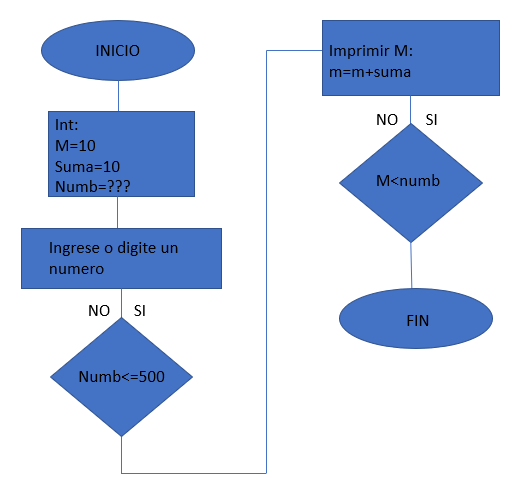 INICIO
Int:
M=10
Suma=10
Numb=???
Ingrese o digite un
numero
NO SI
Numb<=500
Imprimir M:
m=m+suma
NO SI
M<numb
FIN